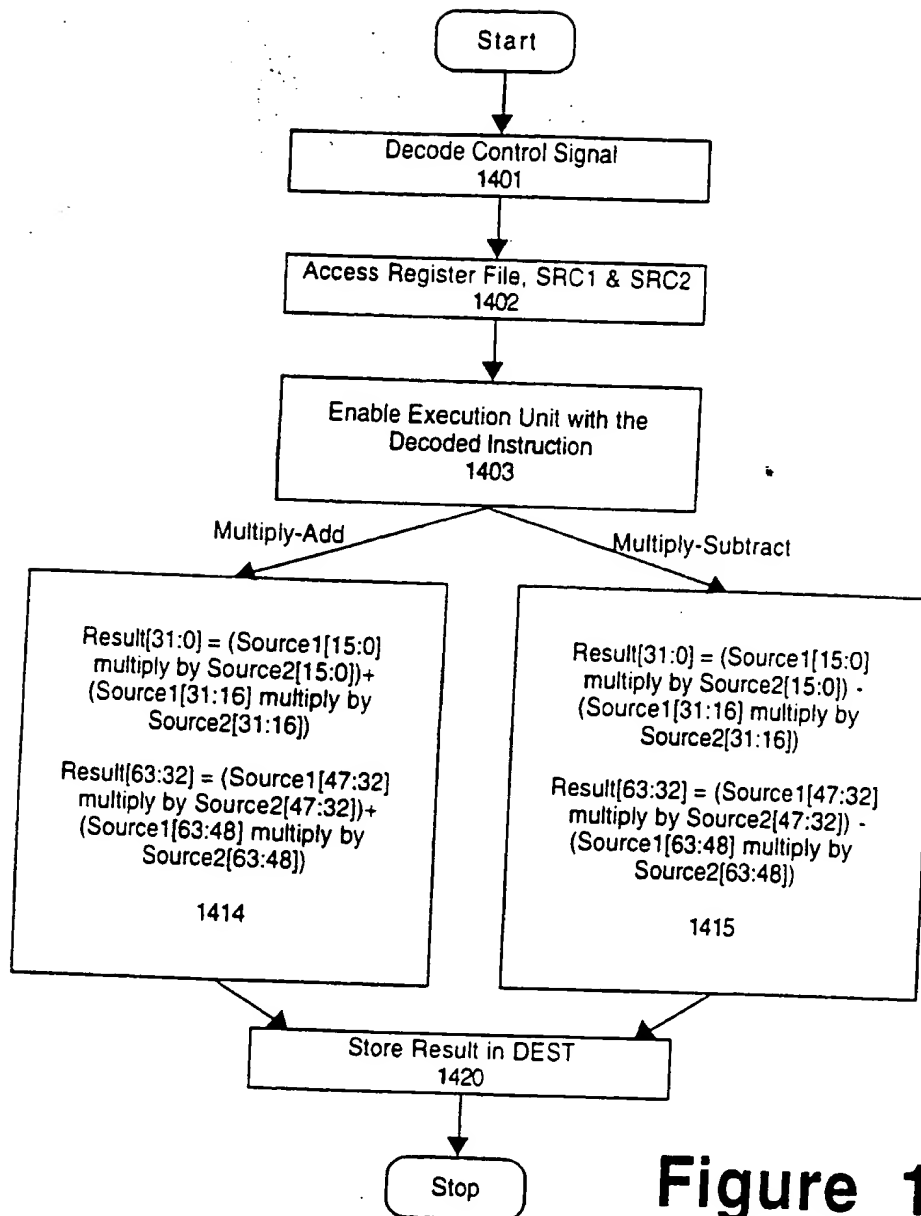 Start
Decode Control Signal
1401
Access Register File, SRC1 & SRC2
1402
Enable Execution Unit with the
Decoded Instruction
1403
Multiply-Add
Multiply-Subtract
Result[31:0] = (Source1[15:0]
multiply by Source2[15:0])+
(Source1[31:16] multiply by
Source2[31:16])
Result[63:32] = (Source1[47:32]
multiply by Source2[47:32])+
(Source1[63:48] multiply by
Source2[63:48])
1414
Result[31:0] = (Source1[15:0]
multiply by Source2[15:0]) -
(Source1[31:16] multiply by
Source2[31:16])
Result[63:32] = (Source1[47:32]
multiply by Source2[47:32]) -
(Source1[63:48] multiply by
Source2[63:48])
1415
Store Result in DEST
1420
Stop
Figure 1